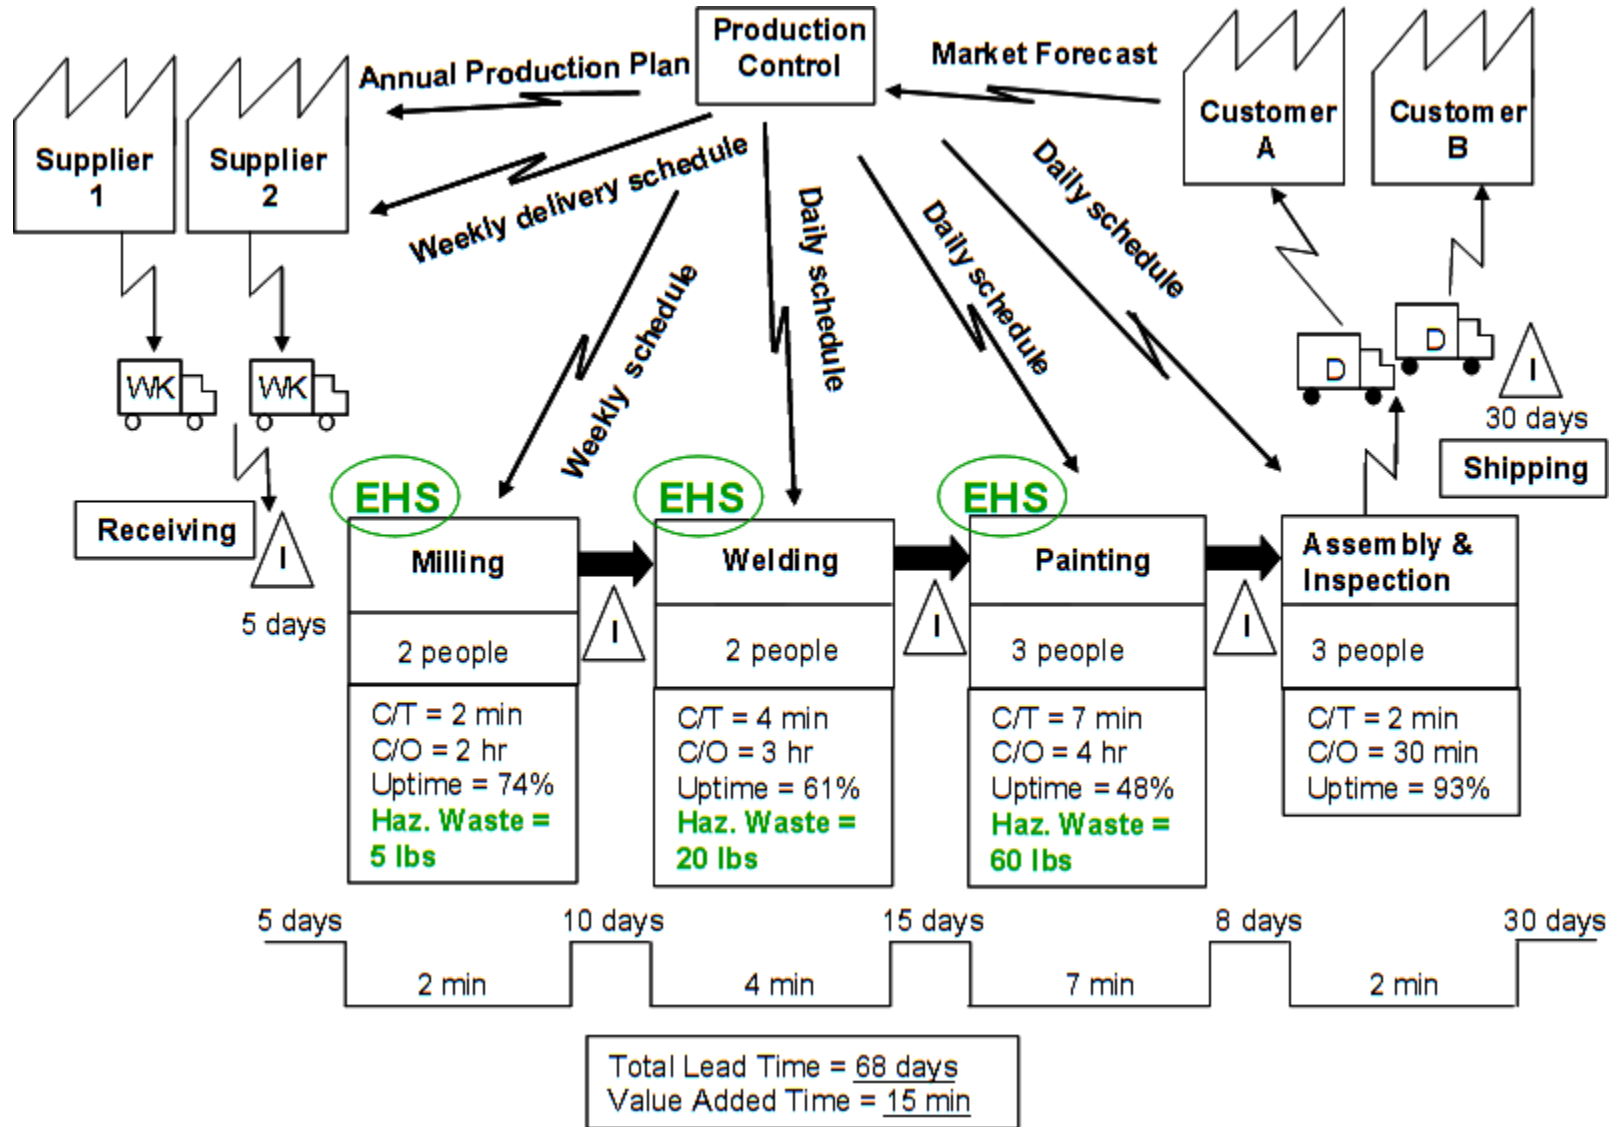 Production
Control
Annual Production Plan
Market Forecast
Supplier
1
Supplier
2
Customer
A
Customer
B
Weekly delivery schedule
Weekly schedule
Daily schedule
Daily schedule
Daily schedule
WK
WK
D
D
I
30 days
Shipping
Receiving
I
5 days
EHS
Milling
2 people
C/T = 2 min
C/O = 2 hr
Uptime = 74%
Haz. Waste =
5 lbs
I
EHS
Welding
2 people
C/T = 4 min
C/O = 3 hr
Uptime = 61%
Haz. Waste =
20 lbs
I
EHS
Painting
3 people
C/T = 7 min
C/O = 4 hr
Uptime = 48%
Haz. Waste =
60 lbs
I
Assembly &
Inspection
3 people
C/T = 2 min
C/O = 30 min
Uptime = 93%
5 days
10 days
15 days
8 days
30 days
2 min
4 min
7 min
2 min
Total Lead Time = 68 days
Value Added Time = 15 min